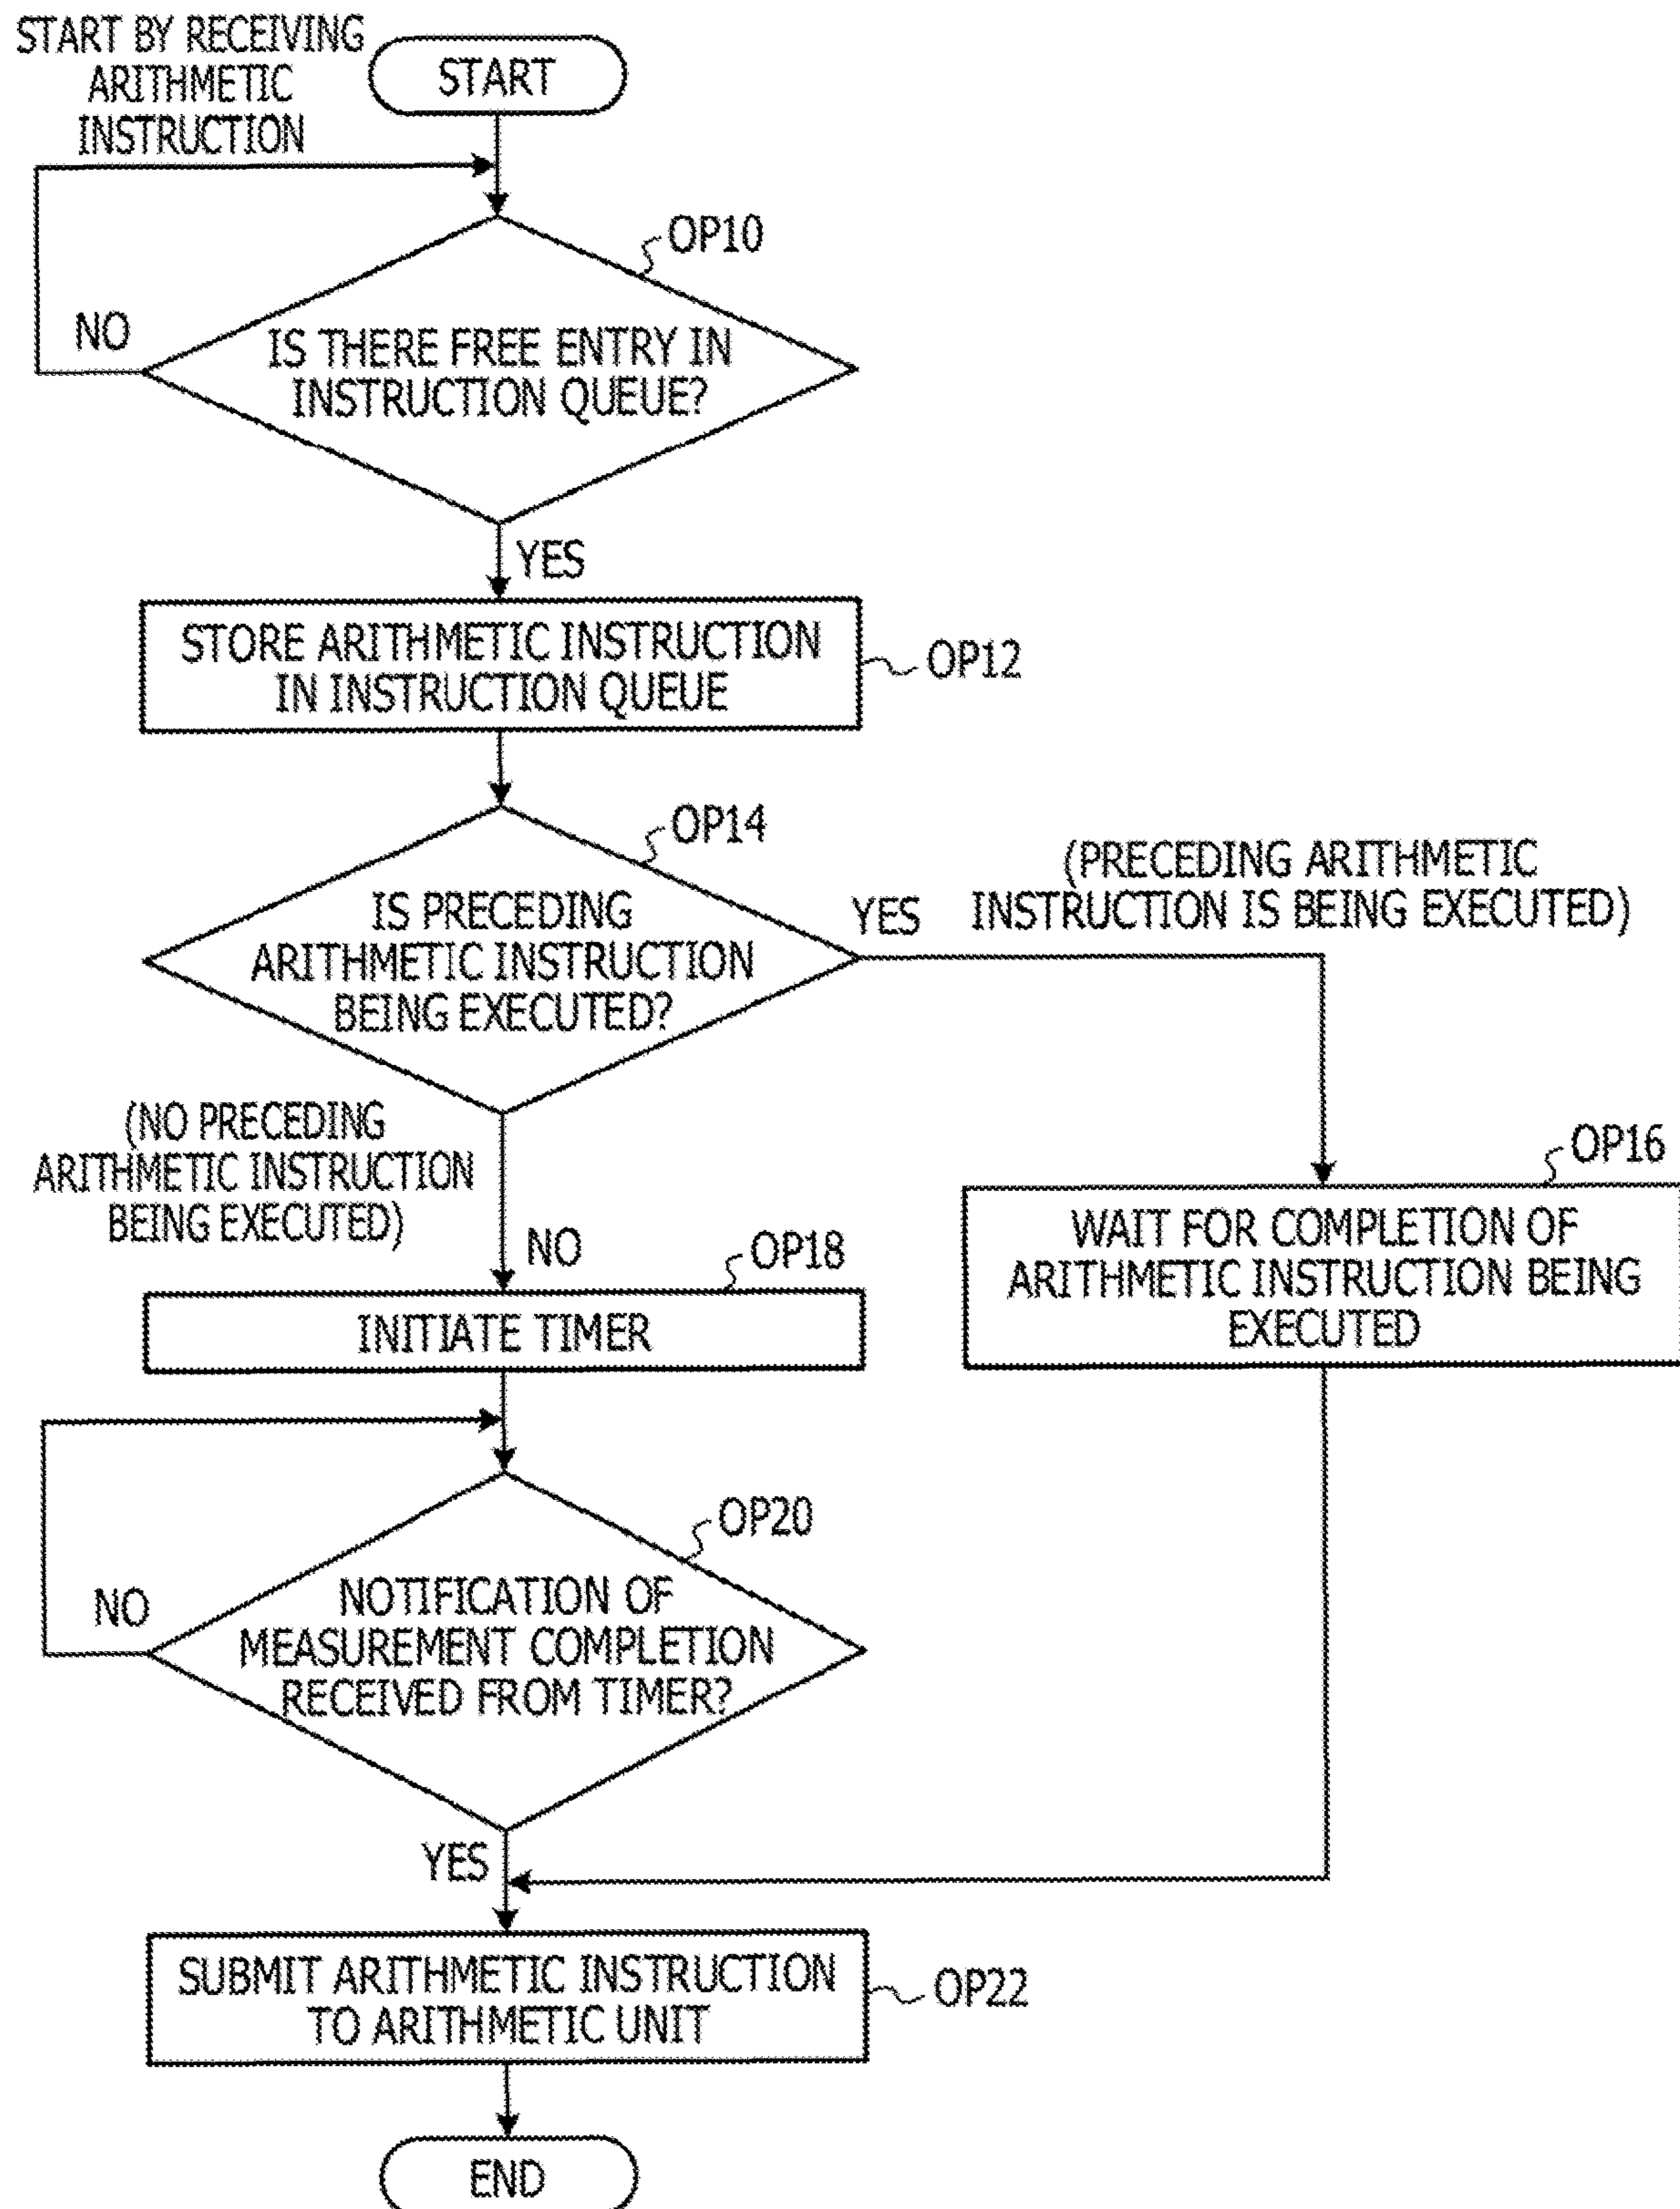 START BY RECEIVING
ARITHMETIC
INSTRUCTION
START
OP10
NO
IS THERE FREE ENTRY IN
INSTRUCTION QUEUE?
YES
STORE ARITHMETIC INSTRUCTION
IN INSTRUCTION QUEUE
OP12
OP14
IS PRECEDING
ARITHMETIC INSTRUCTION
BEING EXECUTED?
YES
(PRECEDING ARITHMETIC
INSTRUCTION IS BEING EXECUTED)
(NO PRECEDING
ARITHMETIC INSTRUCTION
BEING EXECUTED)
NO
OP16
WAIT FOR COMPLETION OF
ARITHMETIC INSTRUCTION BEING
EXECUTED
OP18
INITIATE TIMER
OP20
NO
NOTIFICATION OF
MEASUREMENT COMPLETION
RECEIVED FROM TIMER?
YES
SUBMIT ARITHMETIC INSTRUCTION
TO ARITHMETIC UNIT
OP22
END